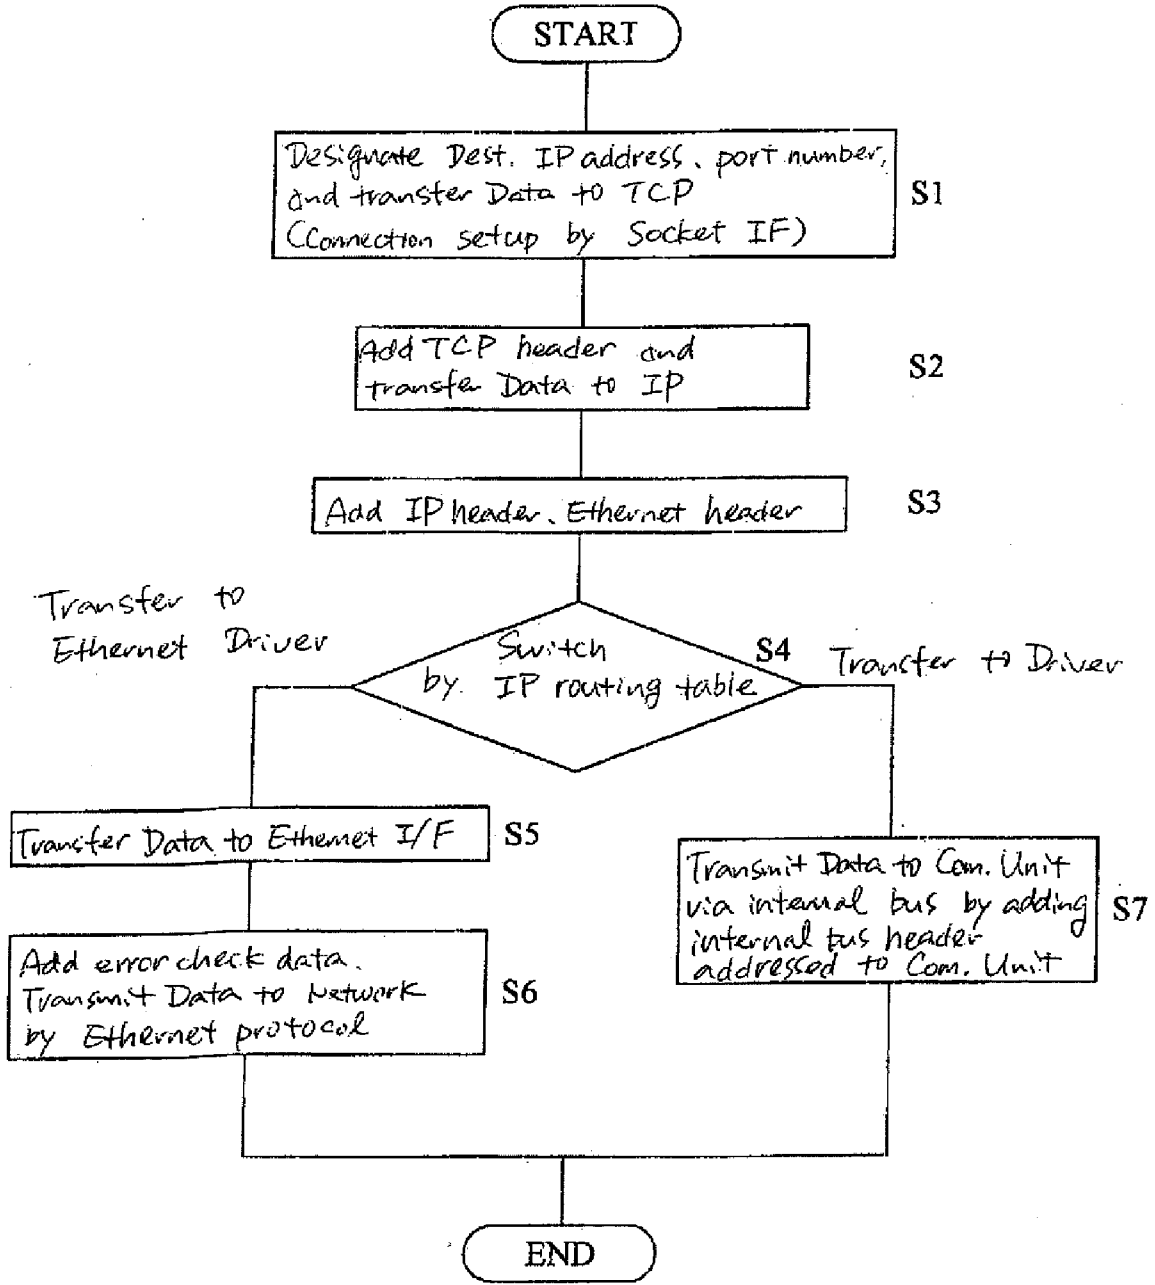 START
Designate Dest. IP address、port number,
and transfer Data to TCP
(Connection setup by Socket IF)
S1
Add TCP header and
transfer Data to IP
S2
Add IP header、Ethernet header
S3
Transfer to
Ethernet Driver
Switch
by IP routing table
S4
Transfer to Driver
Transfer Data to Ethernet I/F
S5
Add error check data.
Transmit Data to Network
by Ethernet protocol
S6
Transmit Data to Com. Unit
via internal bus by adding
internal bus header
addressed to Com. Unit
S7
END